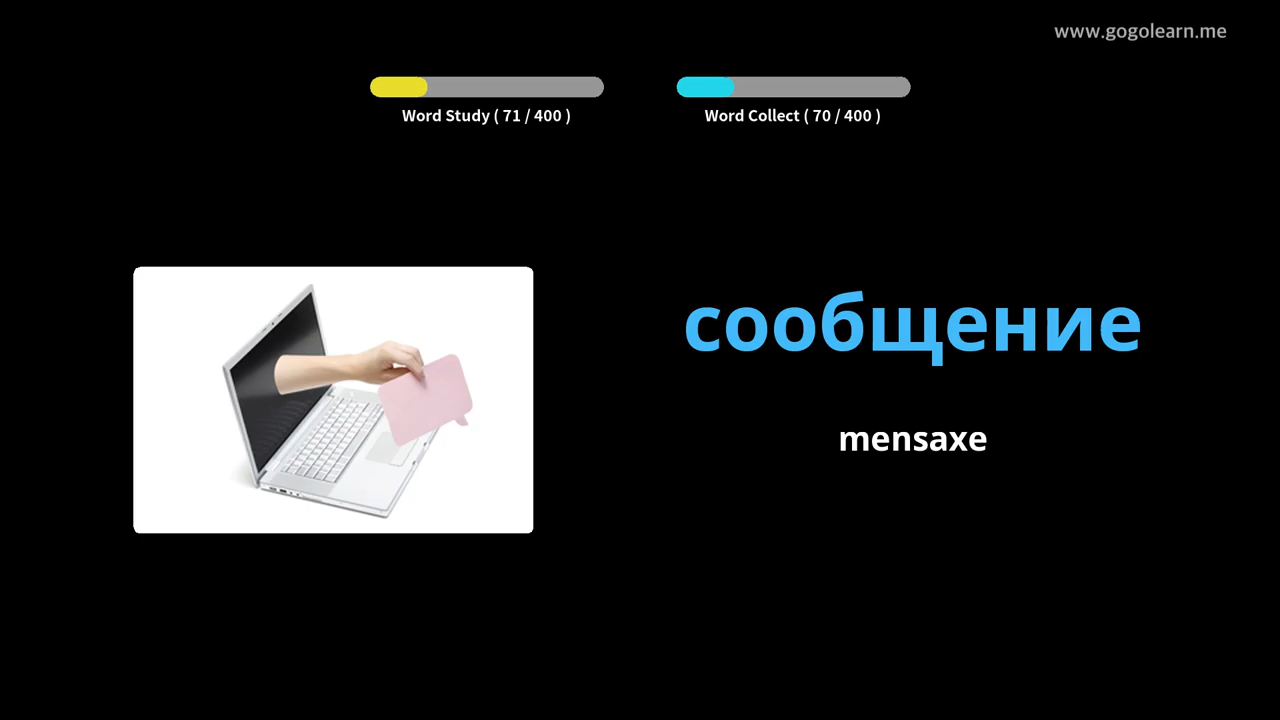 www.gogolearn.me
Word Study ( 71 / 400 )
Word Collect ( 70 / 400 )
сообщение
mensaxe